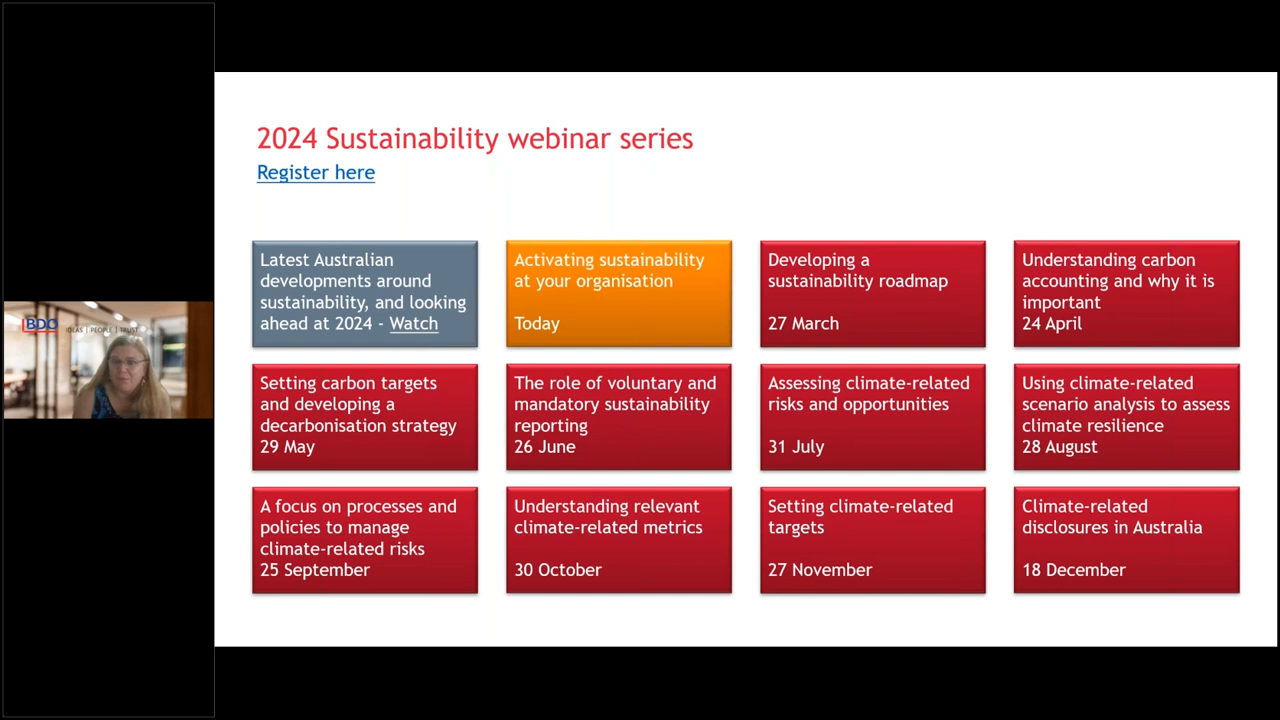 2024 Sustainability webinar series
Register here
Latest Australian
developments around
sustainability, and looking
ahead at 2024 - Watch
Activating sustainability
at your organisation
Today
Developing a
sustainability roadmap
27 March
Understanding carbon
accounting and why it is
important
24 April
Setting carbon targets
and developing a
decarbonisation strategy
29 May
The role of voluntary and
mandatory sustainability
reporting
26 June
Assessing climate-related
risks and opportunities
31 July
Using climate-related
scenario analysis to assess
climate resilience
28 August
A focus on processes and
policies to manage
climate-related risks
25 September
Understanding relevant
climate-related metrics
30 October
Setting climate-related
targets
27 November
Climate-related
disclosures in Australia
18 December
BDO
IDEAS | PEOPLE | TRUST